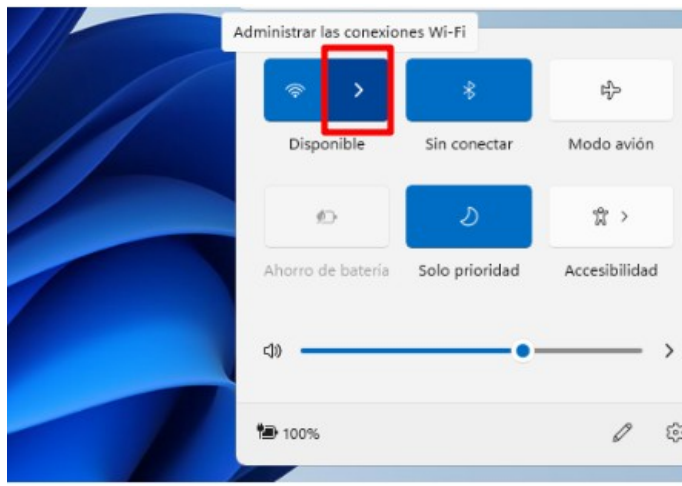 Administrar las conexiones Wi-Fi
Disponible
Sin conectar
Modo avión
Ahorro de batería
Solo prioridad
Accesibilidad
100%